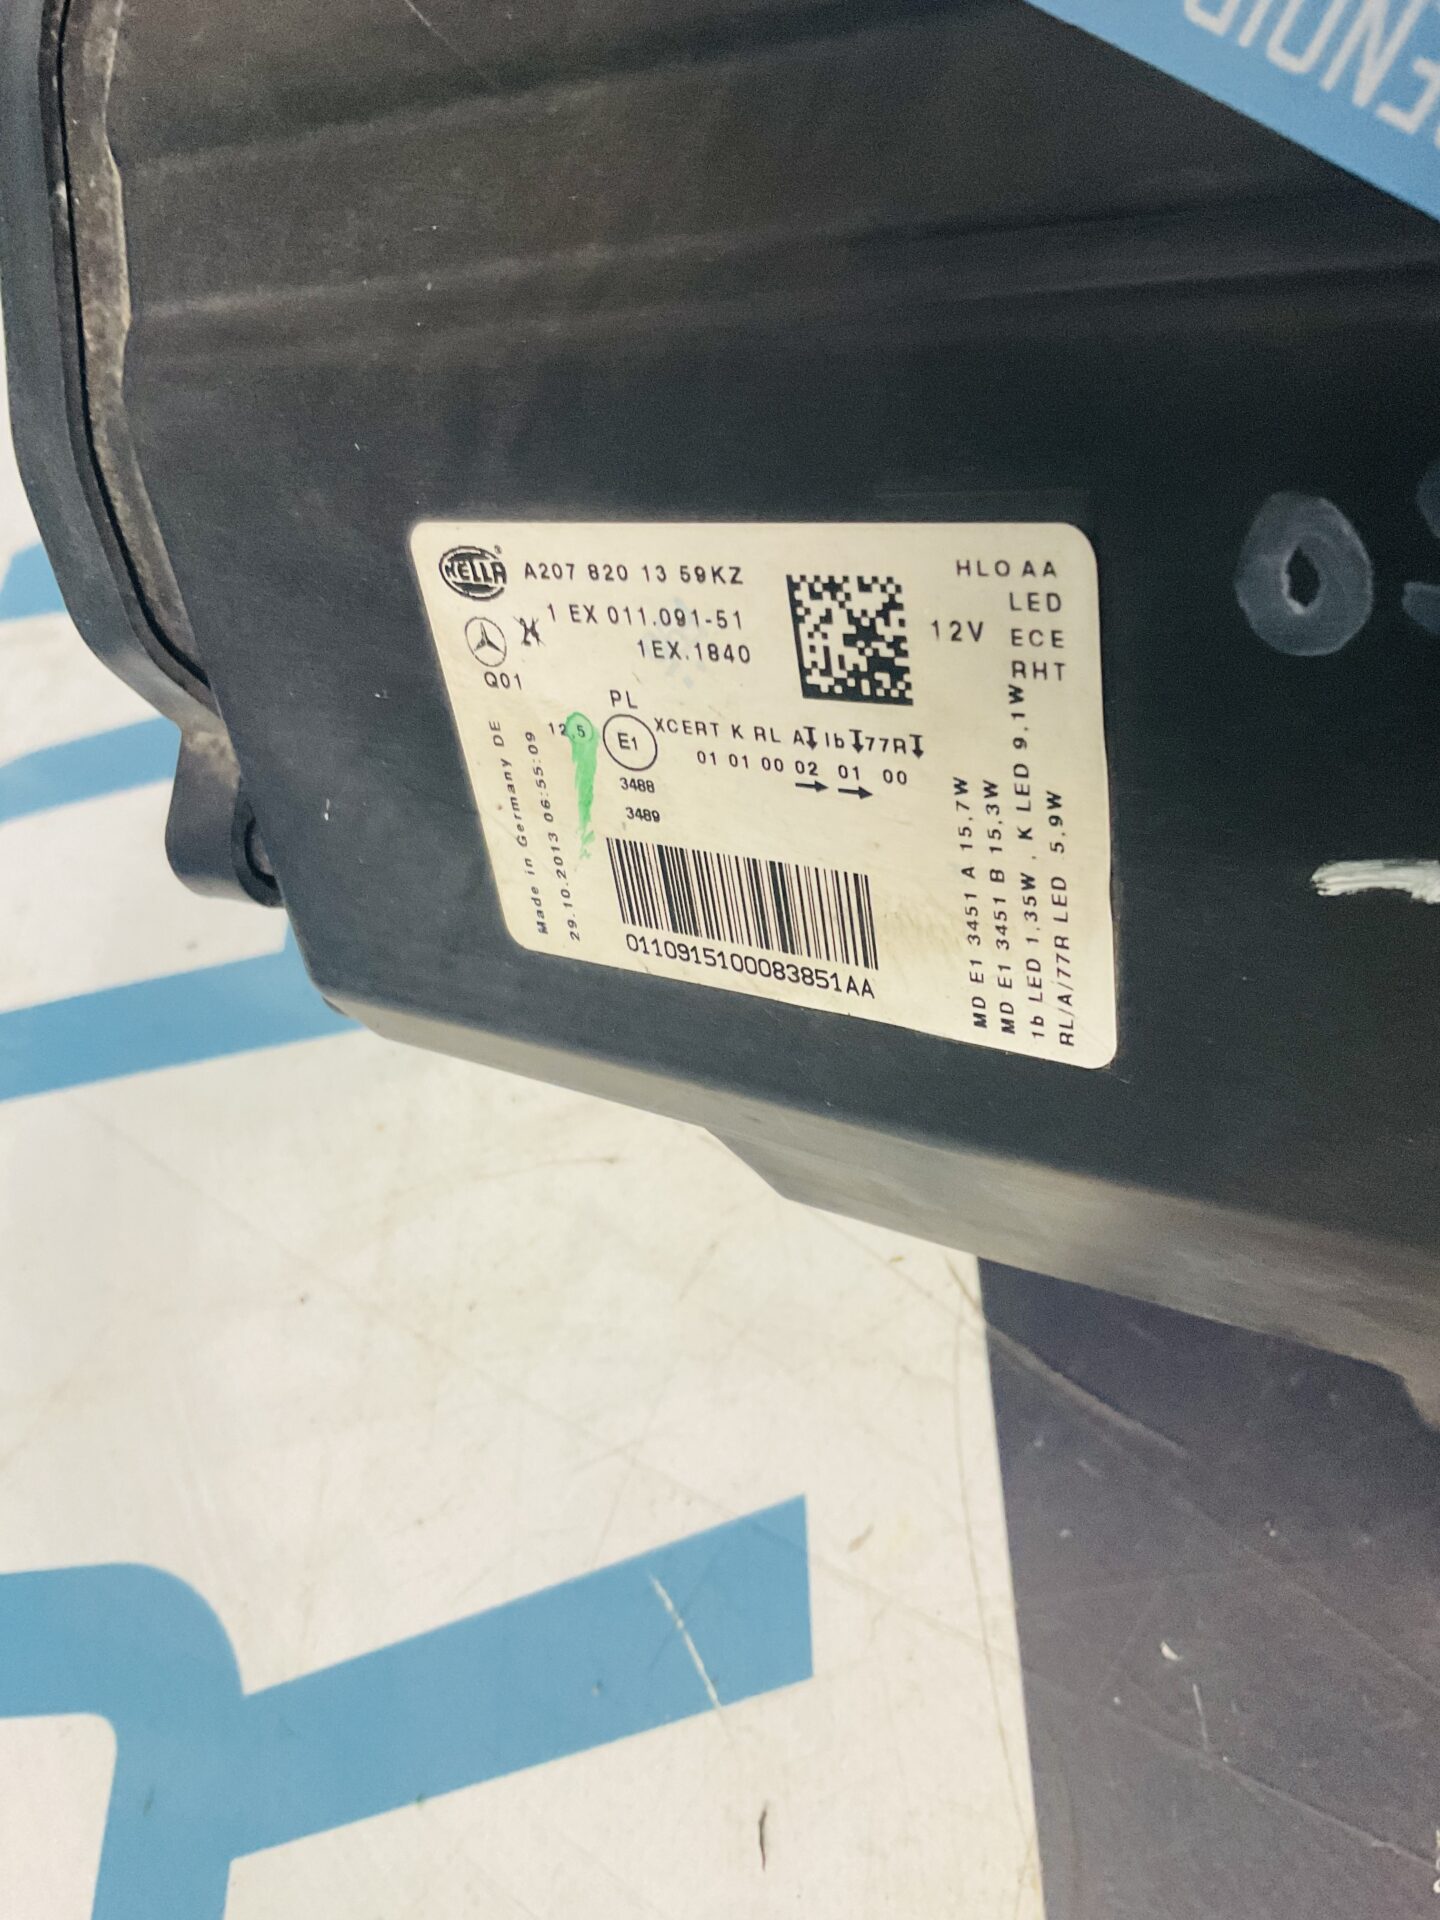 HELLA
A207 820 13 59KZ
1 EX 011.091-51
1EX.1840
Q01
HLO AA
LED
12V ECE
RHT
PL
12,5 E1 XCERT K RL A Ib 77R
01 01 00 02 01 00
3488
3489
Made in Germany DE
29.10.2013 06:55:09
0110915100083851AA
MD E1 3451 A 15,7W
MD E1 3451 B 15,3W
1b LED 1,35W , K LED 9,1W
RL/A/77R LED 5,9W